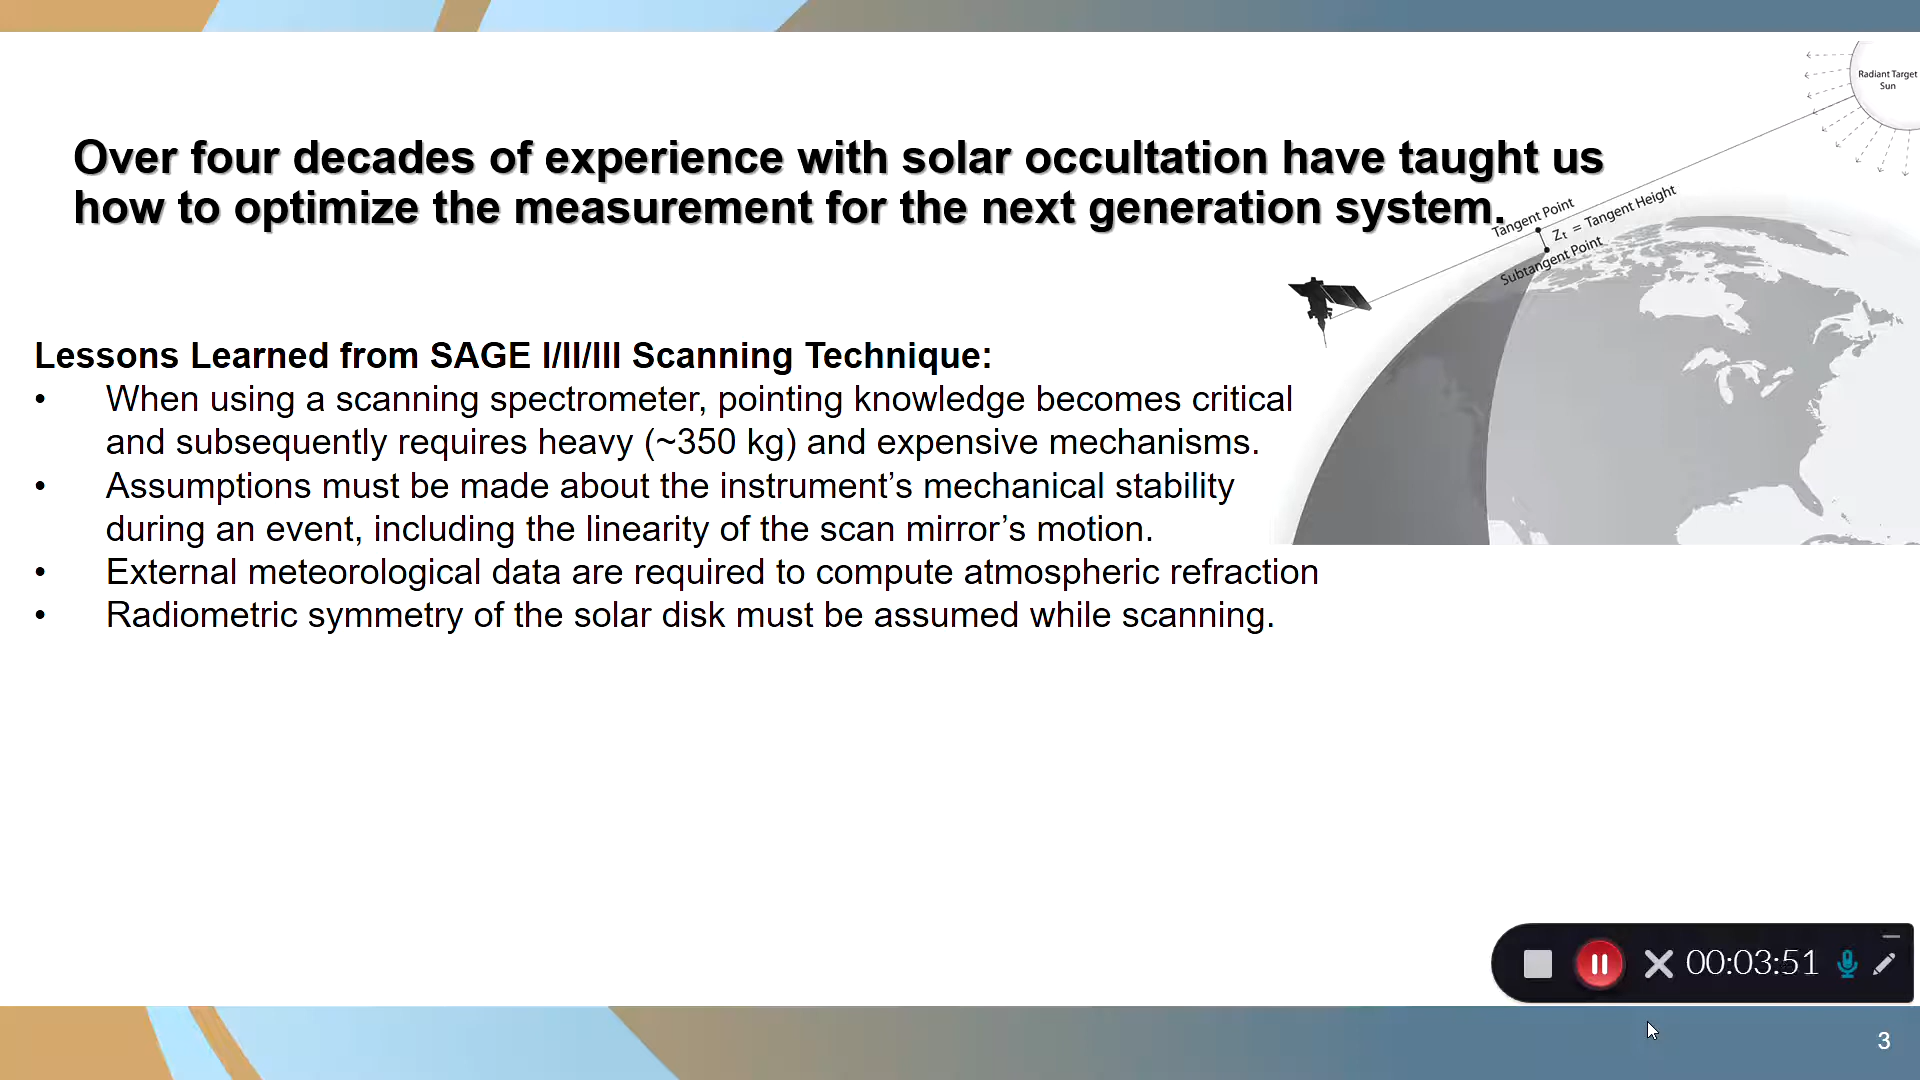 Radiant Target
Sun
Over four decades of experience with solar occultation have taught us
how to optimize the measurement for the next generation system.
Tangent Point
Zt = Tangent Height
Subtangent Point
Lessons Learned from SAGE I/II/III Scanning Technique:
• When using a scanning spectrometer, pointing knowledge becomes critical
and subsequently requires heavy (~350 kg) and expensive mechanisms.
• Assumptions must be made about the instrument’s mechanical stability
during an event, including the linearity of the scan mirror’s motion.
• External meteorological data are required to compute atmospheric refraction
• Radiometric symmetry of the solar disk must be assumed while scanning.
00:03:51
3